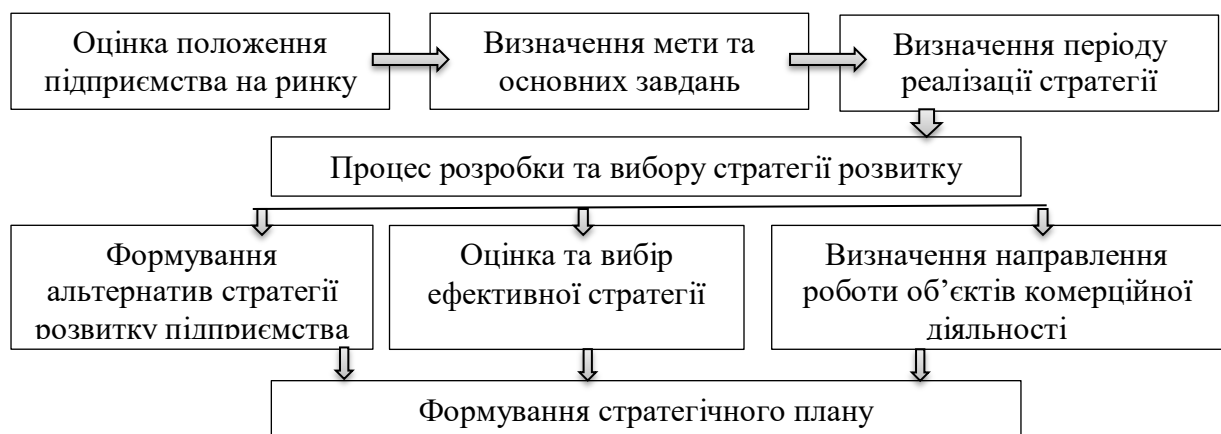 Оцінка положення
підприємства на ринку
Визначення мети та
основних завдань
Визначення періоду
реалізації стратегії
Процес розробки та вибору стратегії розвитку
Формування
альтернатив стратегії
розвитку підприємства
Оцінка та вибір
ефективної стратегії
Визначення направлення
роботи об’єктів комерційної
діяльності
Формування стратегічного плану